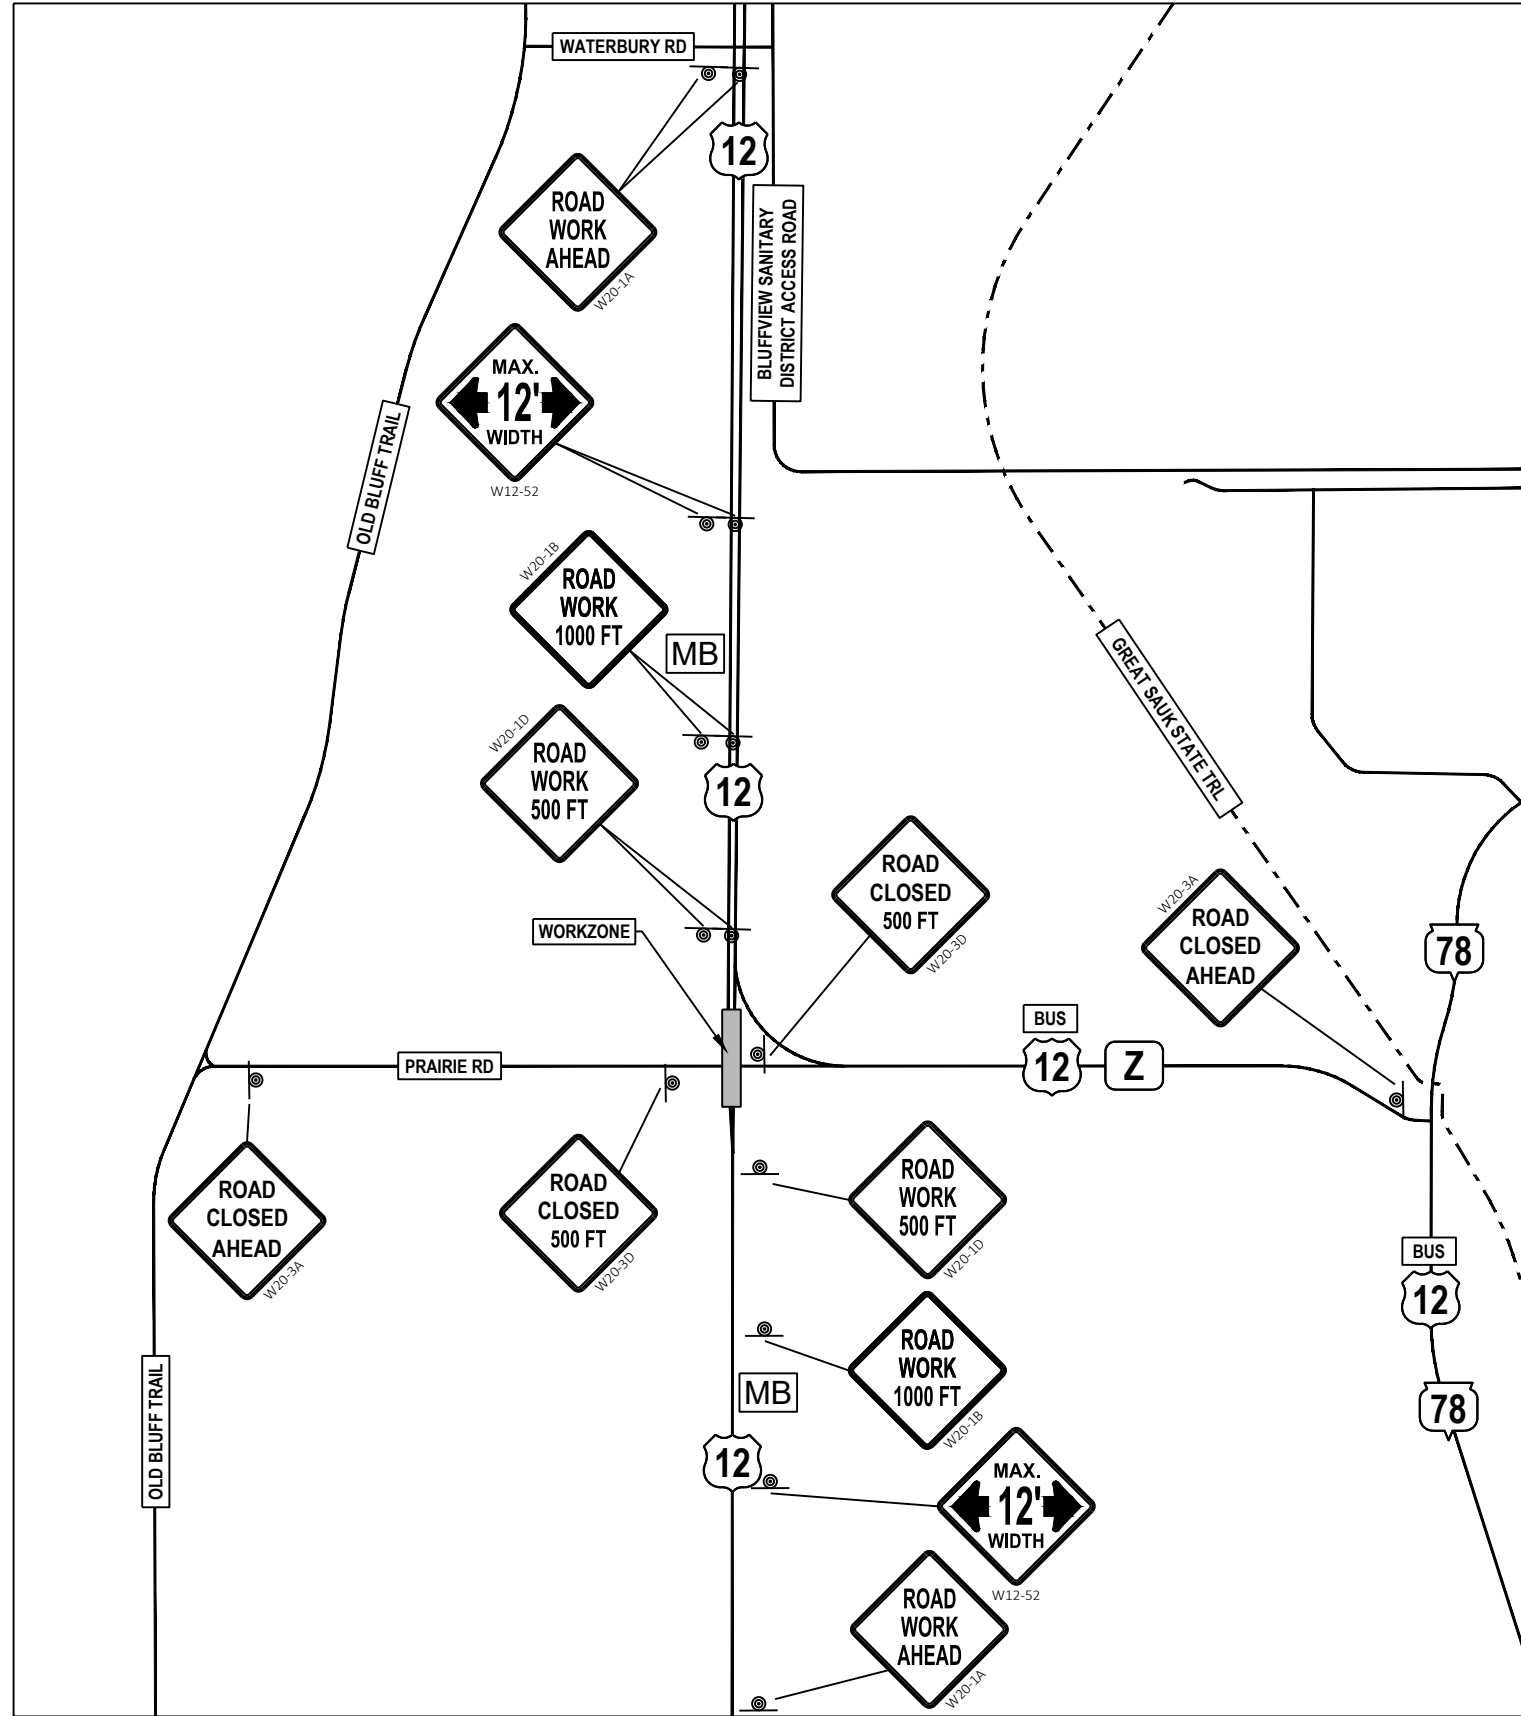 WATERBURY RD
12
ROAD
WORK
AHEAD
W20-1A
BLUFFVIEW SANITARY
DISTRICT ACCESS ROAD
MAX.
12'
WIDTH
W12-52
OLD BLUFF TRAIL
W20-1B
ROAD
WORK
1000 FT
MB
GREAT SAUK STATE TRL
W20-1D
ROAD
WORK
500 FT
12
ROAD
CLOSED
500 FT
W20-3D
W20-3A
ROAD
CLOSED
AHEAD
WORKZONE
78
BUS
12
Z
PRAIRIE RD
ROAD
CLOSED
AHEAD
W20-3A
ROAD
CLOSED
500 FT
W20-3D
ROAD
WORK
500 FT
W20-1D
BUS
12
78
ROAD
WORK
1000 FT
W20-1B
MB
OLD BLUFF TRAIL
12
MAX.
12'
WIDTH
W12-52
ROAD
WORK
AHEAD
W20-1A